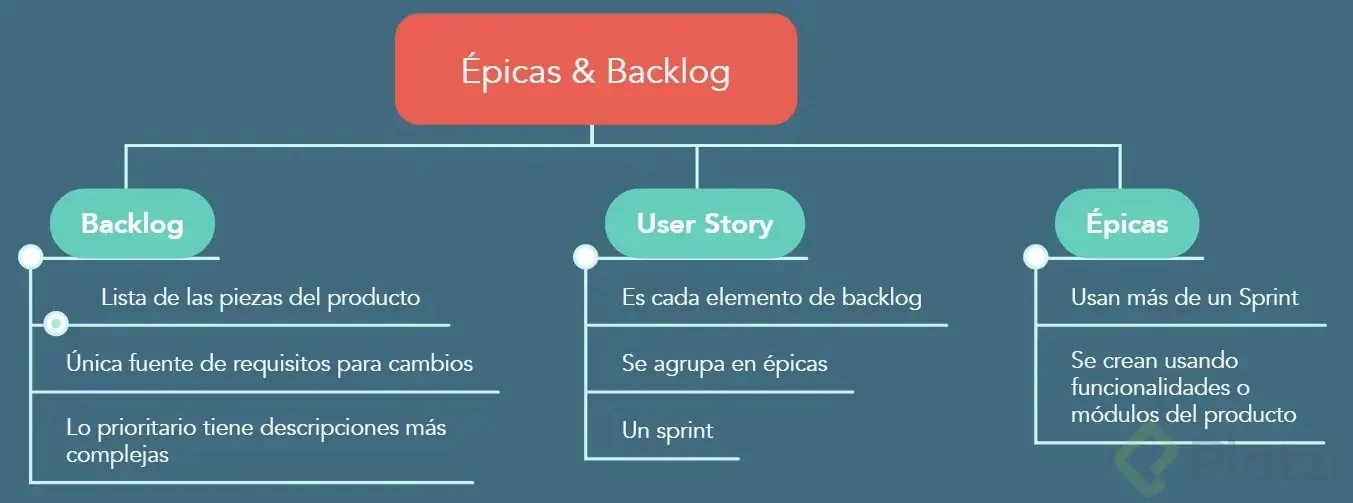 Épicas & Backlog
Backlog
Lista de las piezas del producto
Única fuente de requisitos para cambios
Lo prioritario tiene descripciones más
complejas
User Story
Es cada elemento de backlog
Se agrupa en épicas
Un sprint
Épicas
Usan más de un Sprint
Se crean usando
funcionalidades o
módulos del producto
Platzi